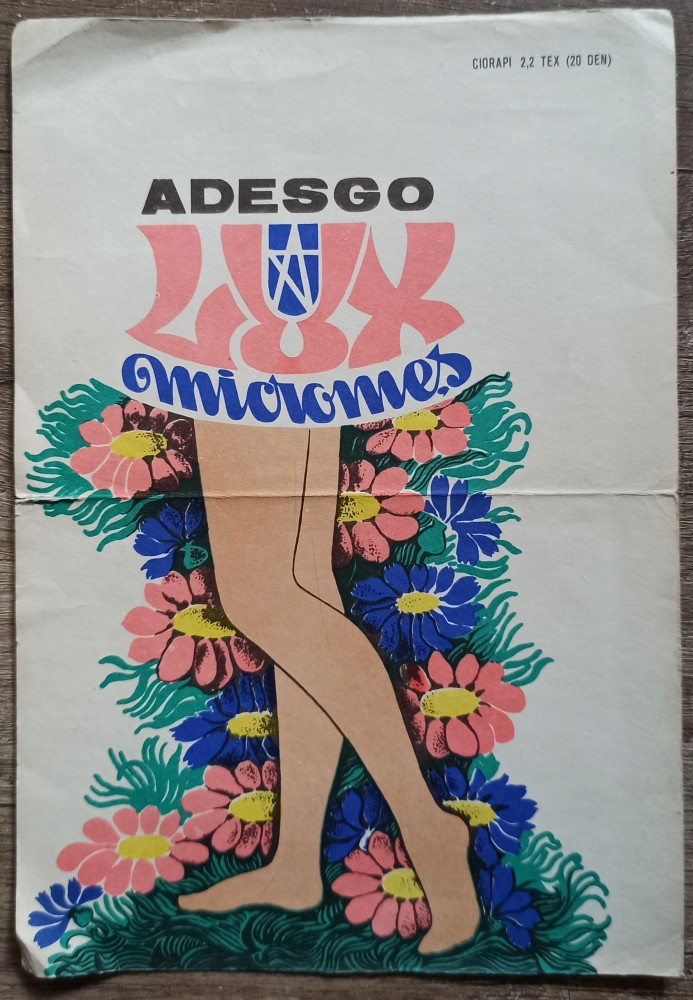 CIORAPI 2,2 TEX (20 DEN)
ADESGO
LUX
micromes